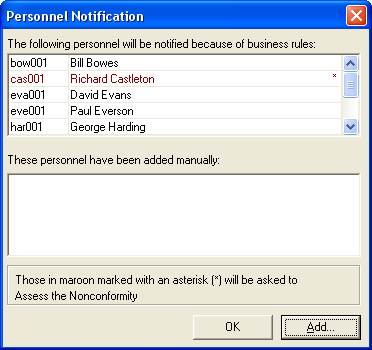 Personnel Notification
The following personnel will be notified because of business rules:
bow001 Bill Bowes
cas001 Richard Castleton *
eva001 David Evans
eve001 Paul Everson
har001 George Harding
These personnel have been added manually:
Those in maroon marked with an asterisk (*) will be asked to
Assess the Nonconformity
OK Add...